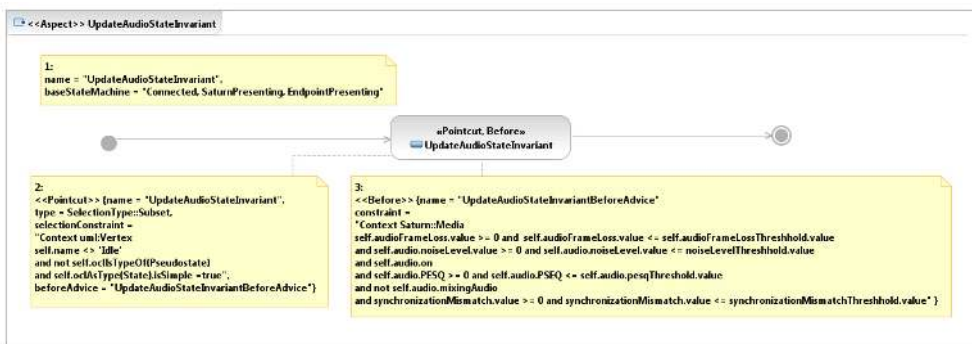 <<Aspect>> UpdateAudioStateInvariant
1:
name = "UpdateAudioStateInvariant",
baseStateMachine = "Connected, SaturnPresenting, EndpointPresenting"
«Pointcut, Before»
UpdateAudioStateInvariant
2:
<<Pointcut>> {name = "UpdateAudioStateInvariant",
type = SelectionType::Subset,
selectionConstraint =
"Context uml:Vertex
self.name <> 'Idle'
and not self.oclIsTypeOf(Pseudostate)
and self.oclAsType(State).isSimple =true",
beforeAdvice = "UpdateAudioStateInvariantBeforeAdvice"}
3:
<<Before>> {name = "UpdateAudioStateInvariantBeforeAdvice"
constraint =
"Context Saturn::Media
self.audioFrameLoss.value >= 0 and self.audioFrameLoss.value <= self.audioFrameLossThreshhold.value
and self.audio.noiseLevel.value >= 0 and self.audio.noiseLevel.value <= noiseLevelThreshhold.value
and self.audio.on
and self.audio.PESQ >= 0 and self.audio.PSEQ <= self.audio.pesqThreshold.value
and not self.audio.mixingAudio
and synchronizationMismatch.value >= 0 and synchronizationMismatch.value <= synchronizationMismatchThreshhold.value" }